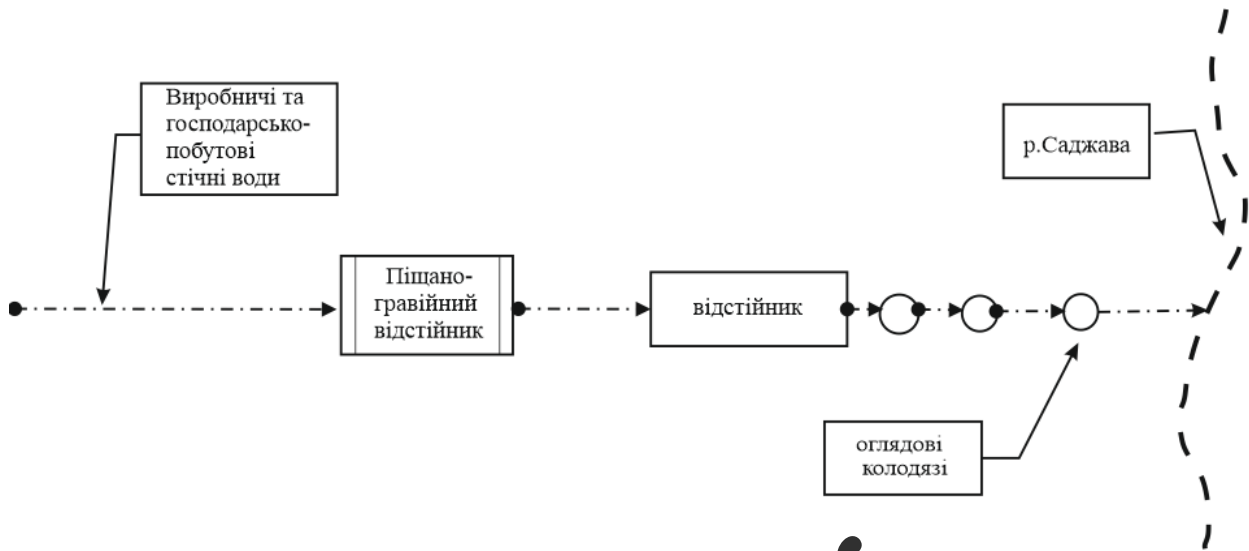 Виробничі та
господарсько-
побутові
стічні води
р.Саджава
Піщано-
гравійний
відстійник
відстійник
оглядові
колодязі